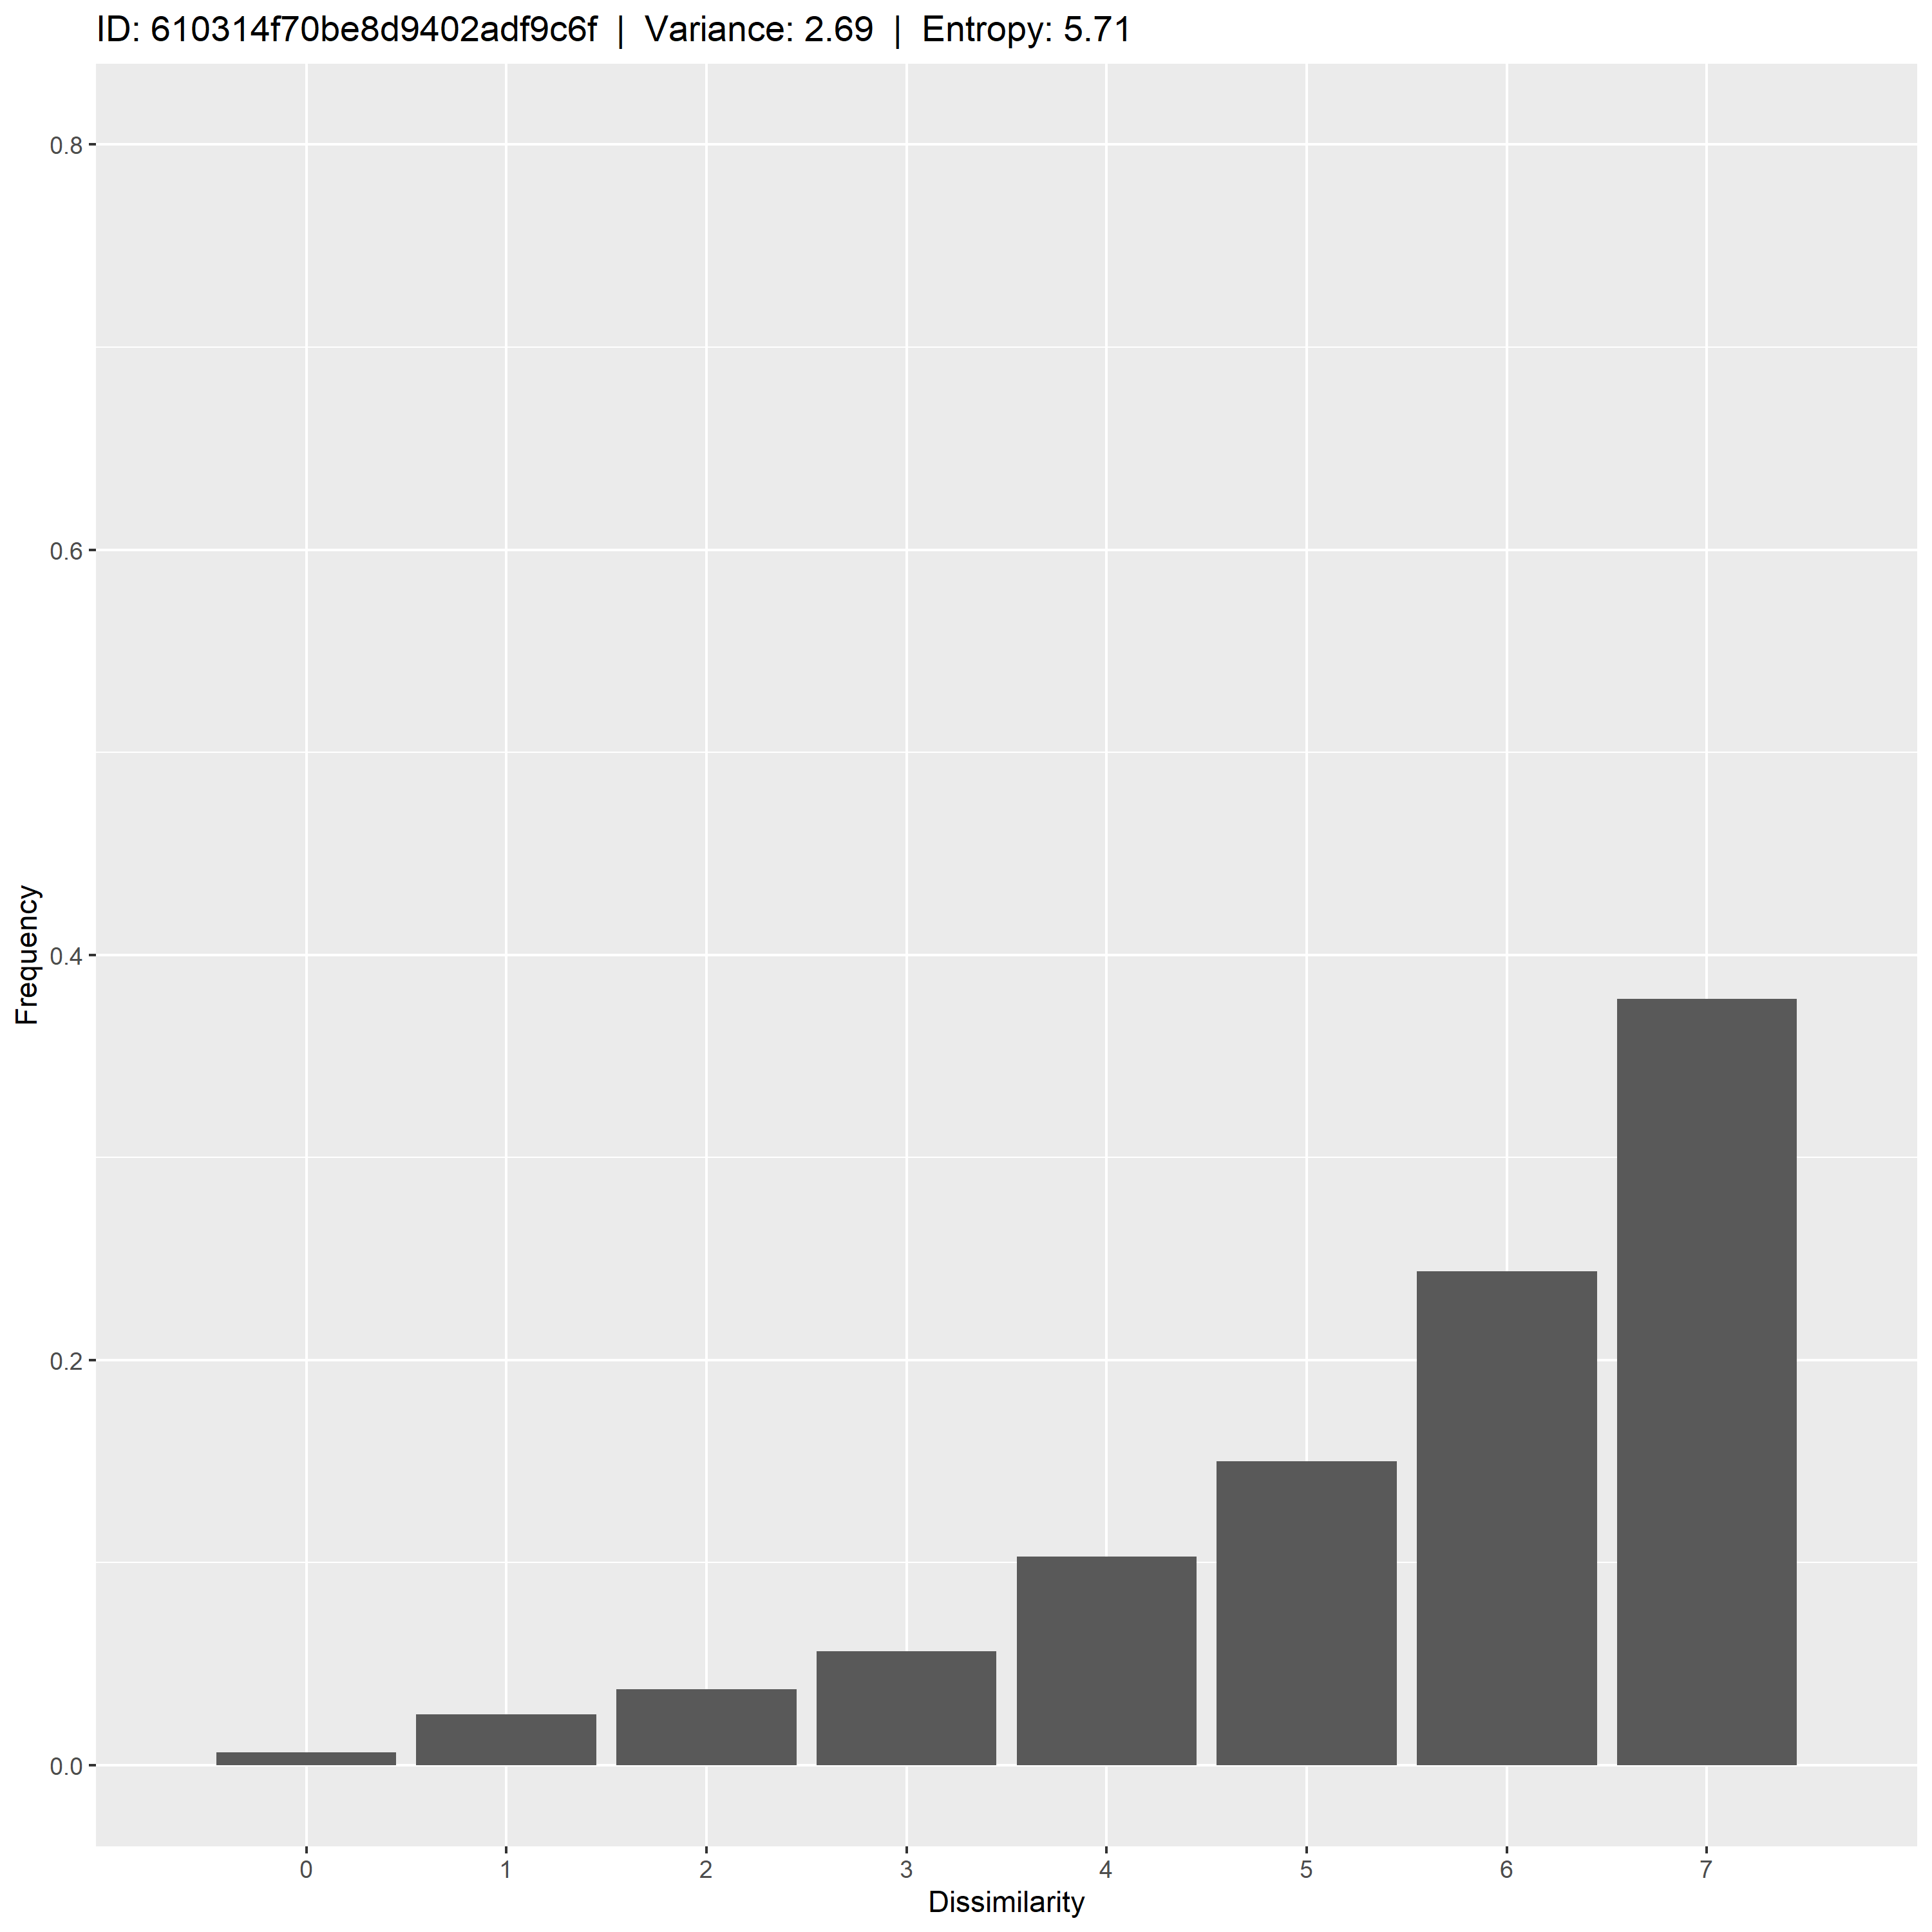 ID: 610314f70be8d9402adf9c6f | Variance: 2.69 | Entropy: 5.71
0.8
0.6
0.4
0.2
0.0
Frequency
0 1 2 3 4 5 6 7
Dissimilarity